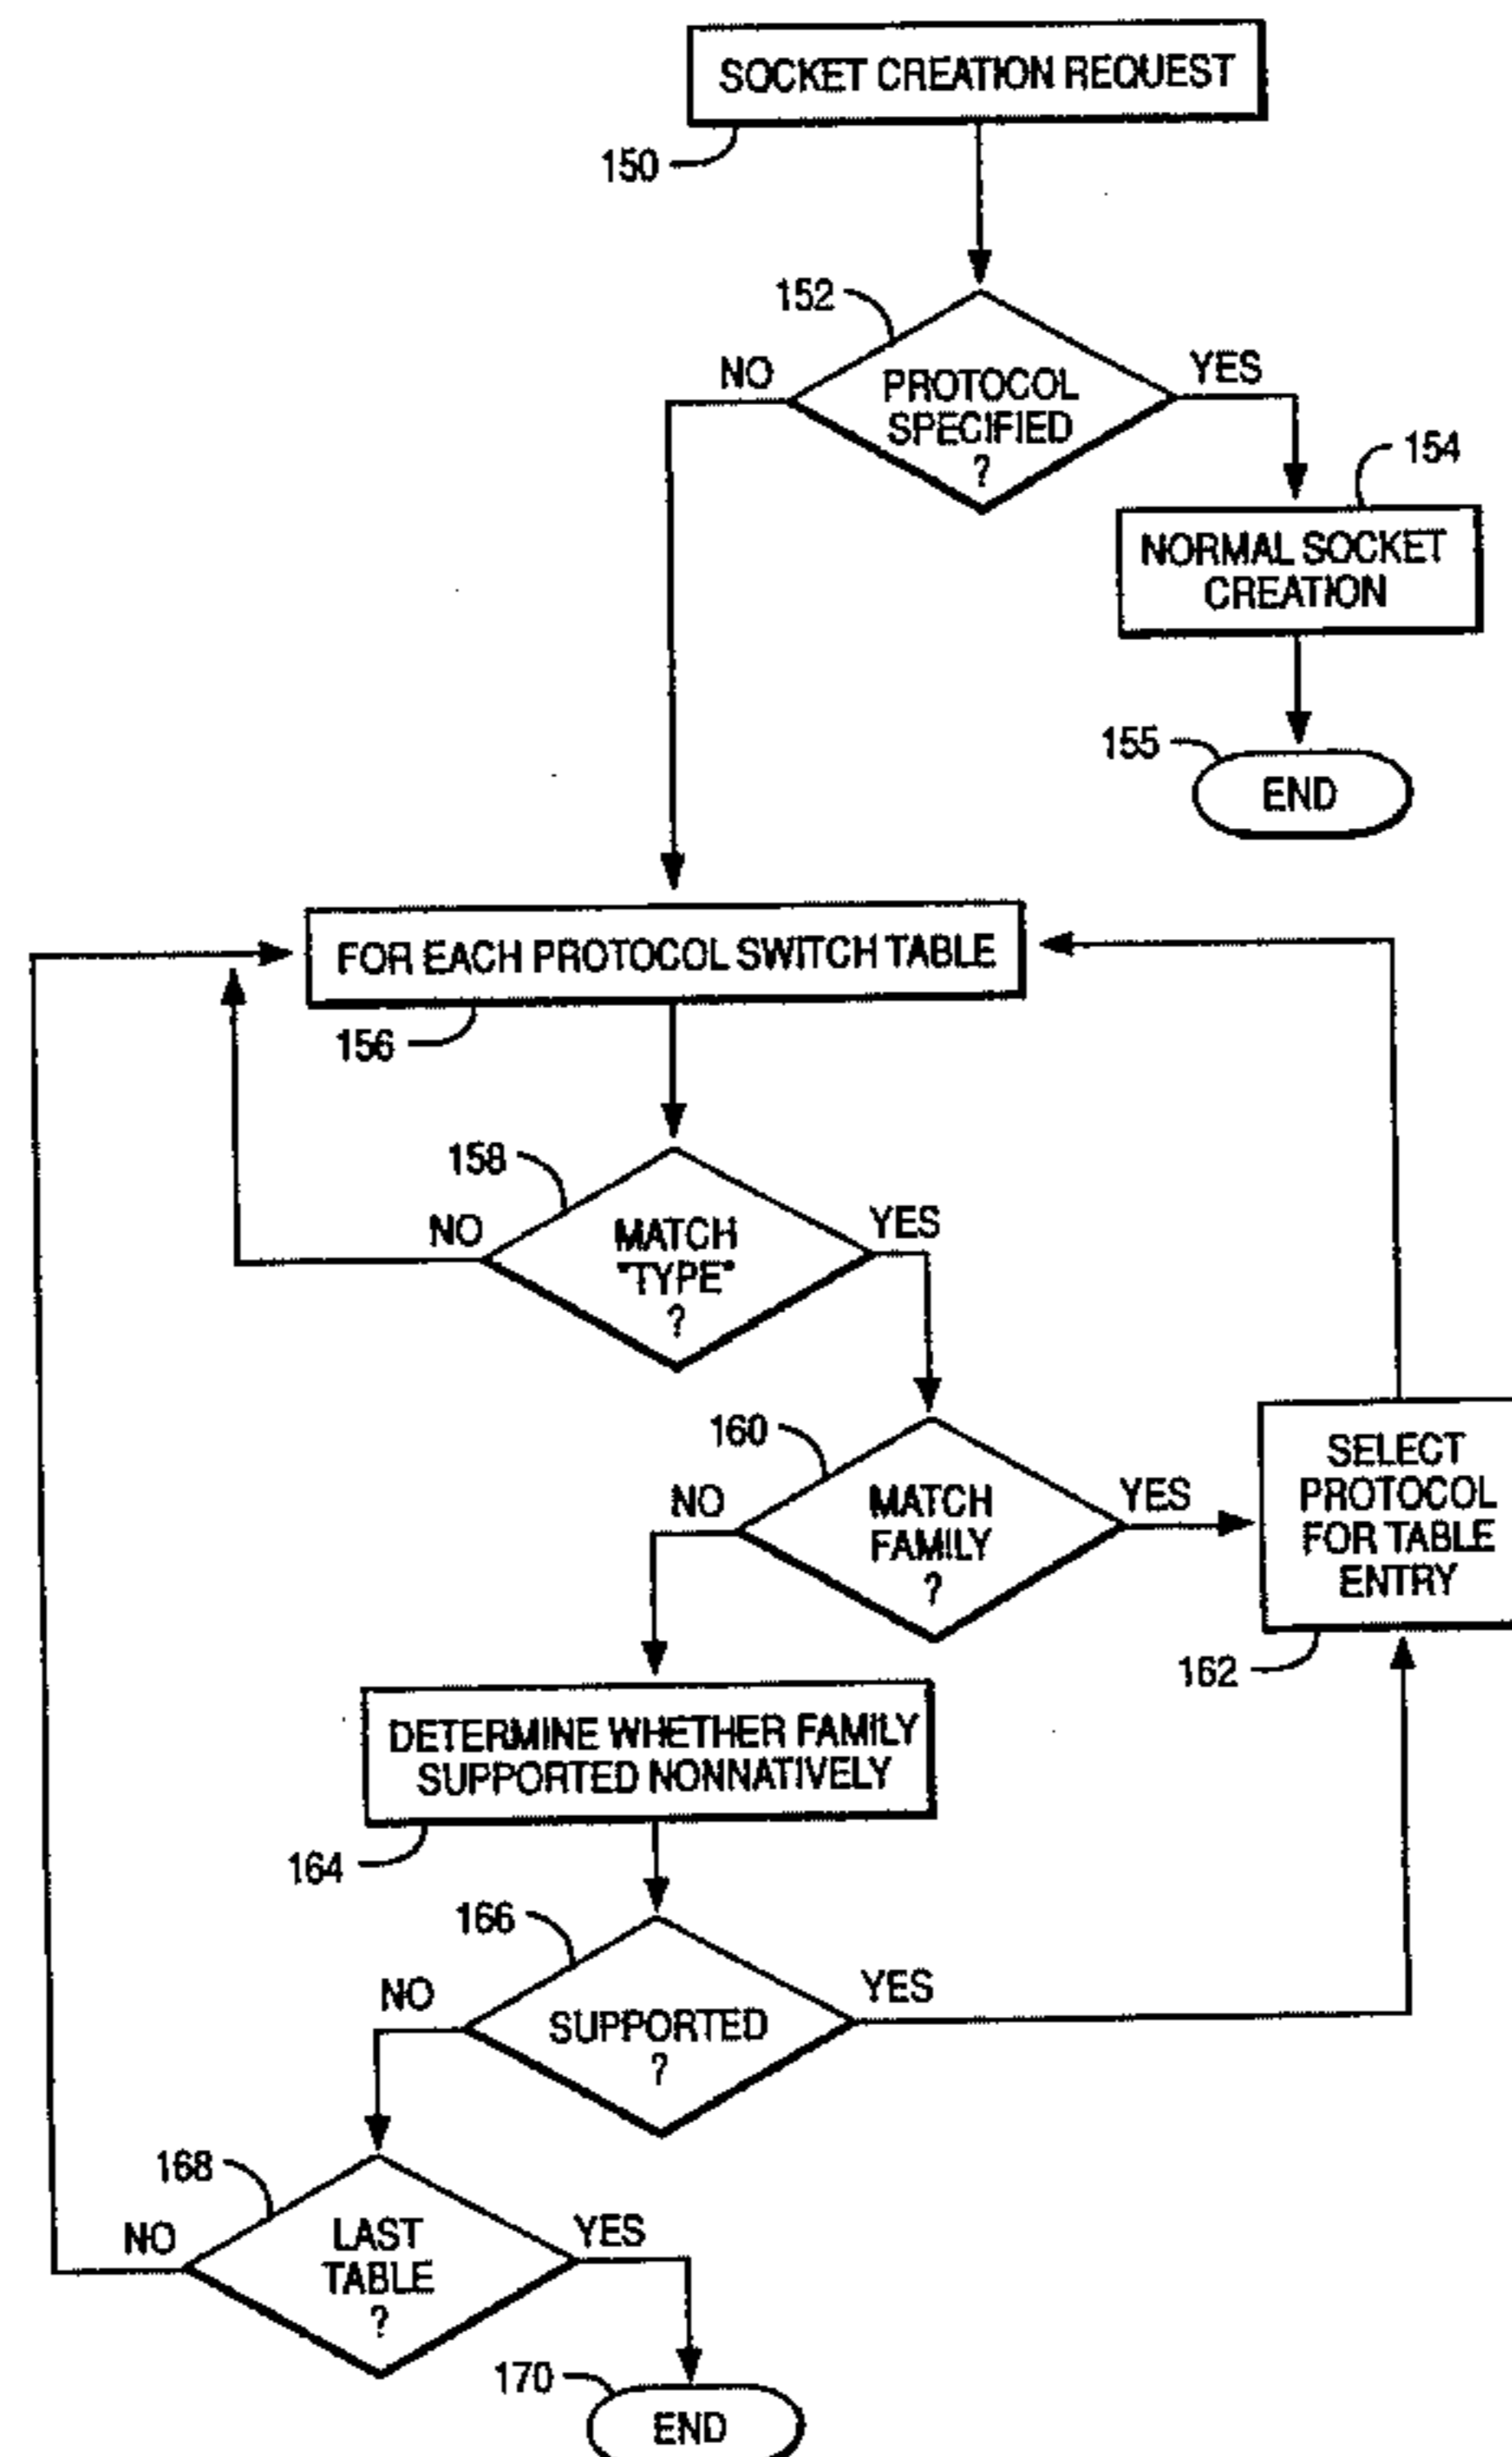 SOCKET CREATION REQUEST
150
152
NO
YES
PROTOCOL
SPECIFIED
?
154
NORMAL SOCKET
CREATION
155
END
FOR EACH PROTOCOL SWITCH TABLE
156
158
NO
YES
MATCH
"TYPE"
?
160
NO
YES
MATCH
FAMILY
?
SELECT
PROTOCOL
FOR TABLE
ENTRY
162
DETERMINE WHETHER FAMILY
SUPPORTED NONNATIVELY
164
166
NO
YES
SUPPORTED
?
168
NO
YES
LAST
TABLE
?
170
END